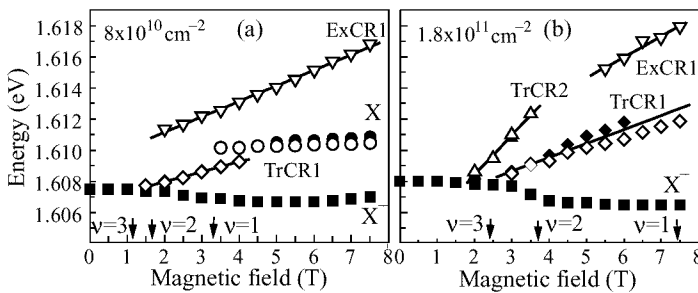 8x10¹⁰cm⁻²
(a)
ExCR1
X
TrCR1
X⁻
ν=3
ν=2
ν=1
1.618
1.616
1.614
1.612
1.610
1.608
1.606
Energy (eV)
0 1 2 3 4 5 6 7
Magnetic field (T)
1.8x10¹¹cm⁻²
(b)
ExCR1
TrCR2
TrCR1
X⁻
ν=3
ν=2
ν=1
0 1 2 3 4 5 6 7 8
Magnetic field (T)